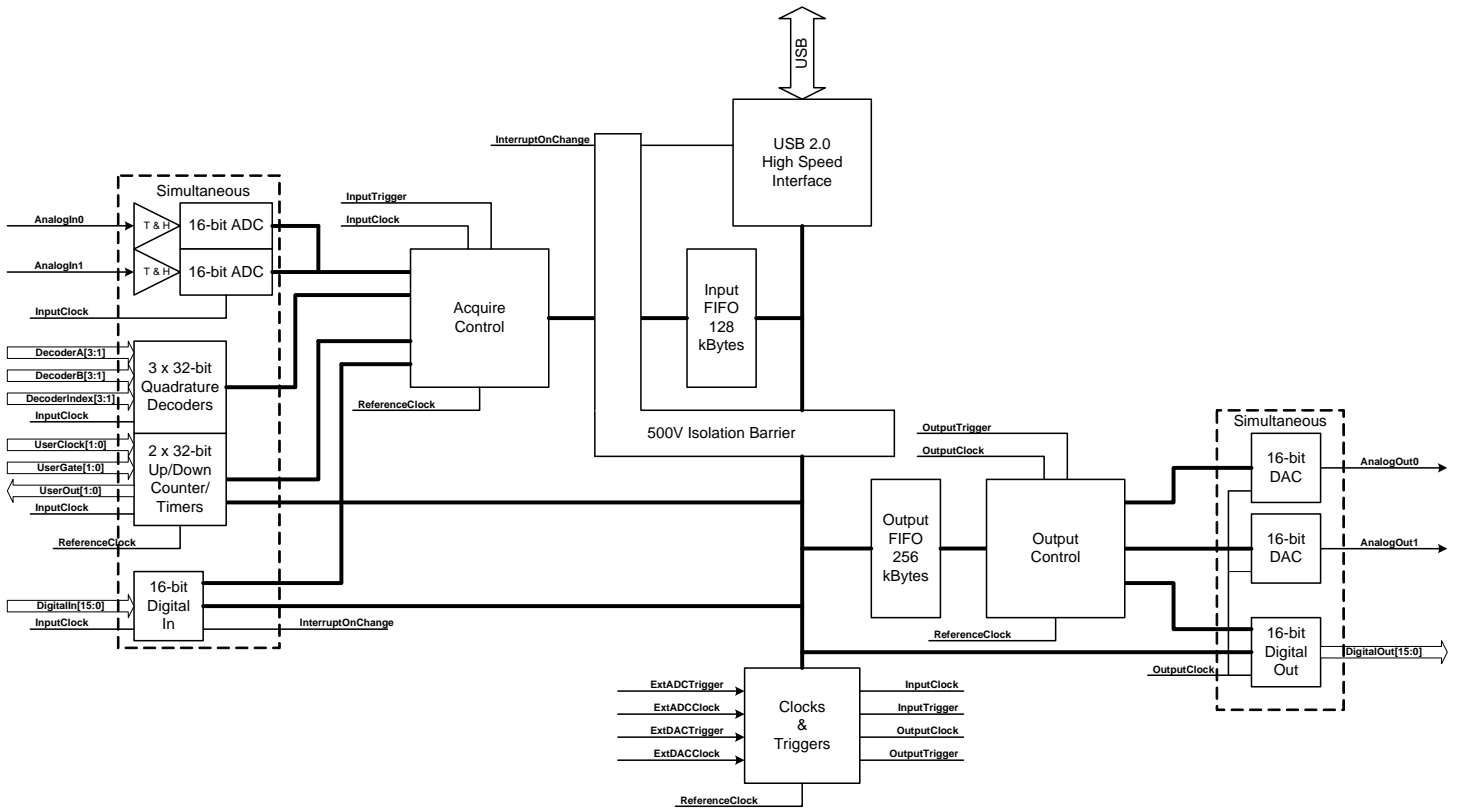 USB
USB 2.0
High Speed
Interface
InterruptOnChange
Simultaneous
AnalogIn0
T & H
16-bit ADC
AnalogIn1
T & H
16-bit ADC
InputClock
InputTrigger
InputClock
Acquire
Control
ReferenceClock
Input
FIFO
128
kBytes
DecoderA[3:1]
DecoderB[3:1]
DecoderIndex[3:1]
InputClock
3 x 32-bit
Quadrature
Decoders
UserClock[1:0]
UserGate[1:0]
UserOut[1:0]
InputClock
2 x 32-bit
Up/Down
Counter/
Timers
ReferenceClock
DigitalIn[15:0]
InputClock
16-bit
Digital
In
InterruptOnChange
500V Isolation Barrier
OutputTrigger
OutputClock
Output
FIFO
256
kBytes
Output
Control
ReferenceClock
Simultaneous
16-bit
DAC
AnalogOut0
16-bit
DAC
AnalogOut1
16-bit
Digital
Out
DigitalOut[15:0]
OutputClock
ExtADCTrigger
ExtADCClock
ExtDACTrigger
ExtDACClock
Clocks
&
Triggers
InputClock
InputTrigger
OutputClock
OutputTrigger
ReferenceClock